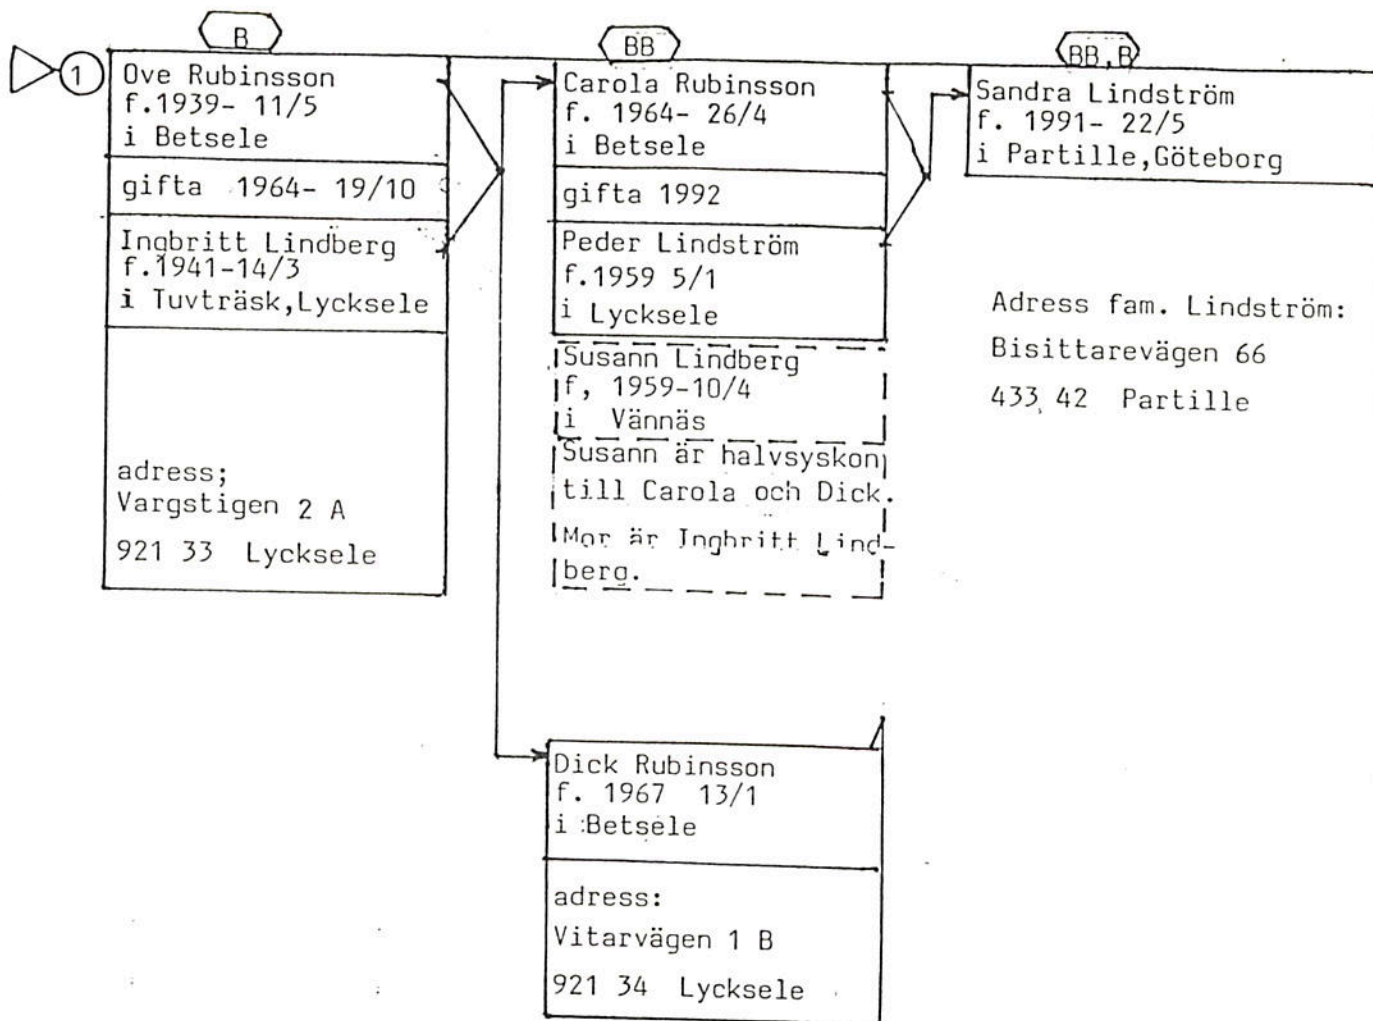 B
1
Ove Rubinsson
f.1939- 11/5
i Betsele
gifta 1964- 19/10
Ingbritt Lindberg
f.1941-14/3
i Tuvträsk,Lycksele
adress;
Vargstigen 2 A
921 33 Lycksele
BB
Carola Rubinsson
f. 1964- 26/4
i Betsele
gifta 1992
Peder Lindström
f.1959 5/1
i Lycksele
Susann Lindberg
f, 1959-10/4
i Vännäs
Susann är halvsyskon
till Carola och Dick.
Mor är Ingbritt Lind-
berg.
Dick Rubinsson
f. 1967 13/1
i Betsele
adress:
Vitarvägen 1 B
921 34 Lycksele
BB,B
Sandra Lindström
f. 1991- 22/5
i Partille,Göteborg
Adress fam. Lindström:
Bisittarevägen 66
433 42 Partille